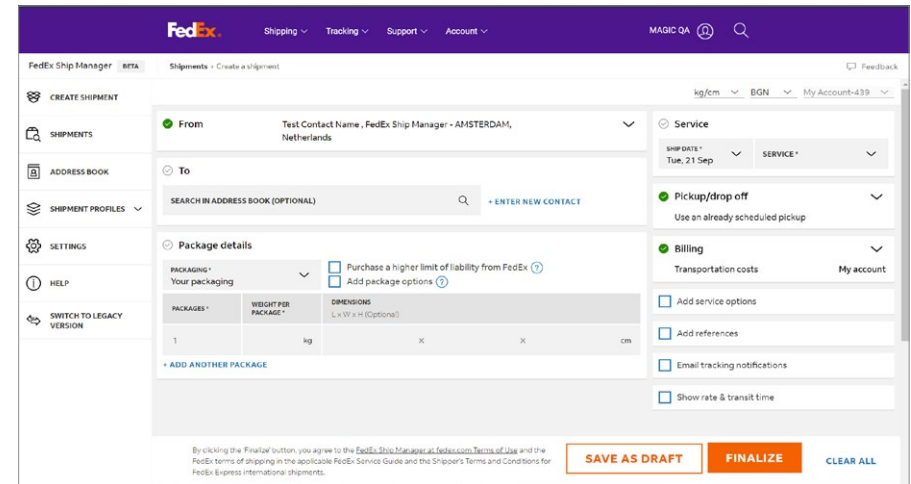 FedEx.
Shipping
Tracking
Support
Account
MAGIC QA
FedEx Ship Manager BETA
Shipments › Create a shipment
Feedback
CREATE SHIPMENT
SHIPMENTS
ADDRESS BOOK
SHIPMENT PROFILES
SETTINGS
HELP
SWITCH TO LEGACY
VERSION
kg/cm
BGN
My Account-439
From
Test Contact Name , FedEx Ship Manager - AMSTERDAM,
Netherlands
To
SEARCH IN ADDRESS BOOK (OPTIONAL)
+ ENTER NEW CONTACT
Package details
PACKAGING *
Your packaging
Purchase a higher limit of liability from FedEx ?
Add package options ?
PACKAGES *
WEIGHT PER
PACKAGE *
DIMENSIONS
L x W x H (Optional)
1
kg
X
X
cm
+ ADD ANOTHER PACKAGE
Service
SHIP DATE *
Tue, 21 Sep
SERVICE *
Pickup/drop off
Use an already scheduled pickup
Billing
Transportation costs My account
Add service options
Add references
Email tracking notifications
Show rate & transit time
By clicking the 'Finalize' button, you agree to the FedEx Ship Manager at fedex.com Terms of Use and the
FedEx terms of shipping in the applicable FedEx Service Guide and the Shipper's Terms and Conditions for
FedEx Express international shipments.
SAVE AS DRAFT
FINALIZE
CLEAR ALL